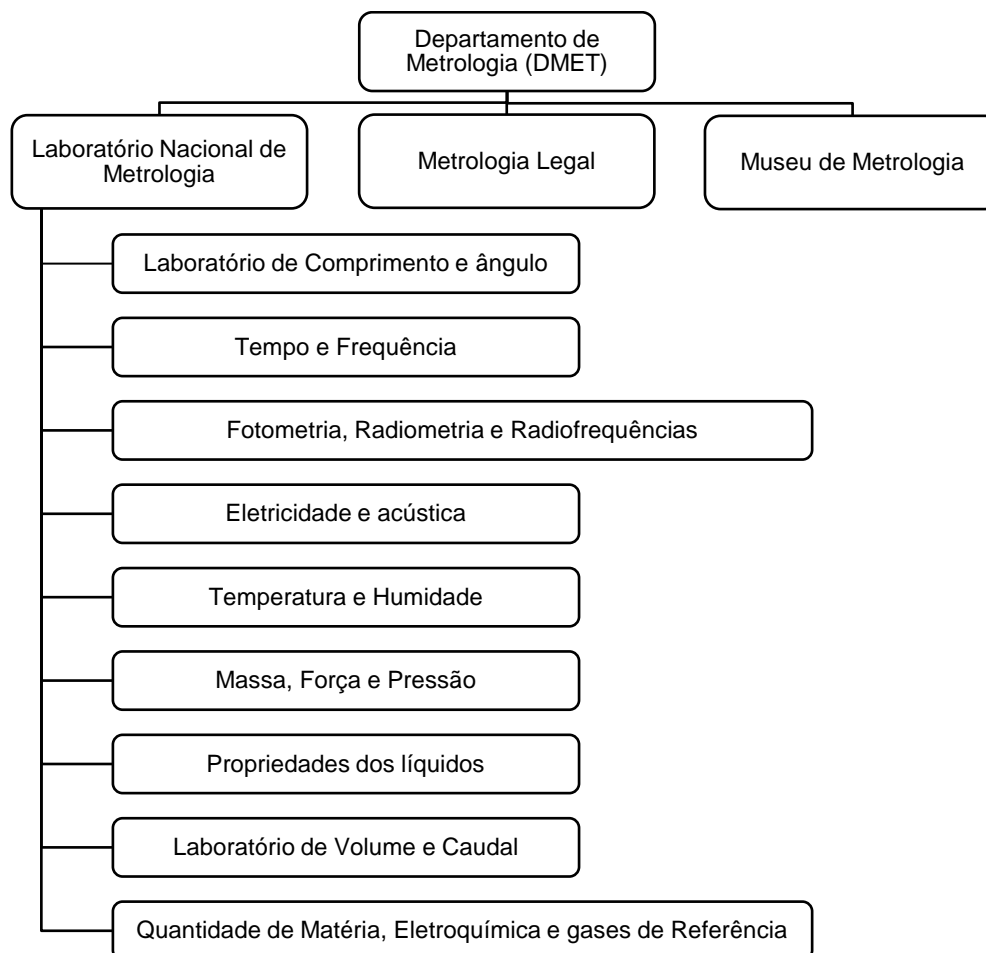 Departamento de
Metrologia (DMET)
Laboratório Nacional de
Metrologia
Metrologia Legal
Museu de Metrologia
Laboratório de Comprimento e ângulo
Tempo e Frequência
Fotometria, Radiometria e Radiofrequências
Eletricidade e acústica
Temperatura e Humidade
Massa, Força e Pressão
Propriedades dos líquidos
Laboratório de Volume e Caudal
Quantidade de Matéria, Eletroquímica e gases de Referência